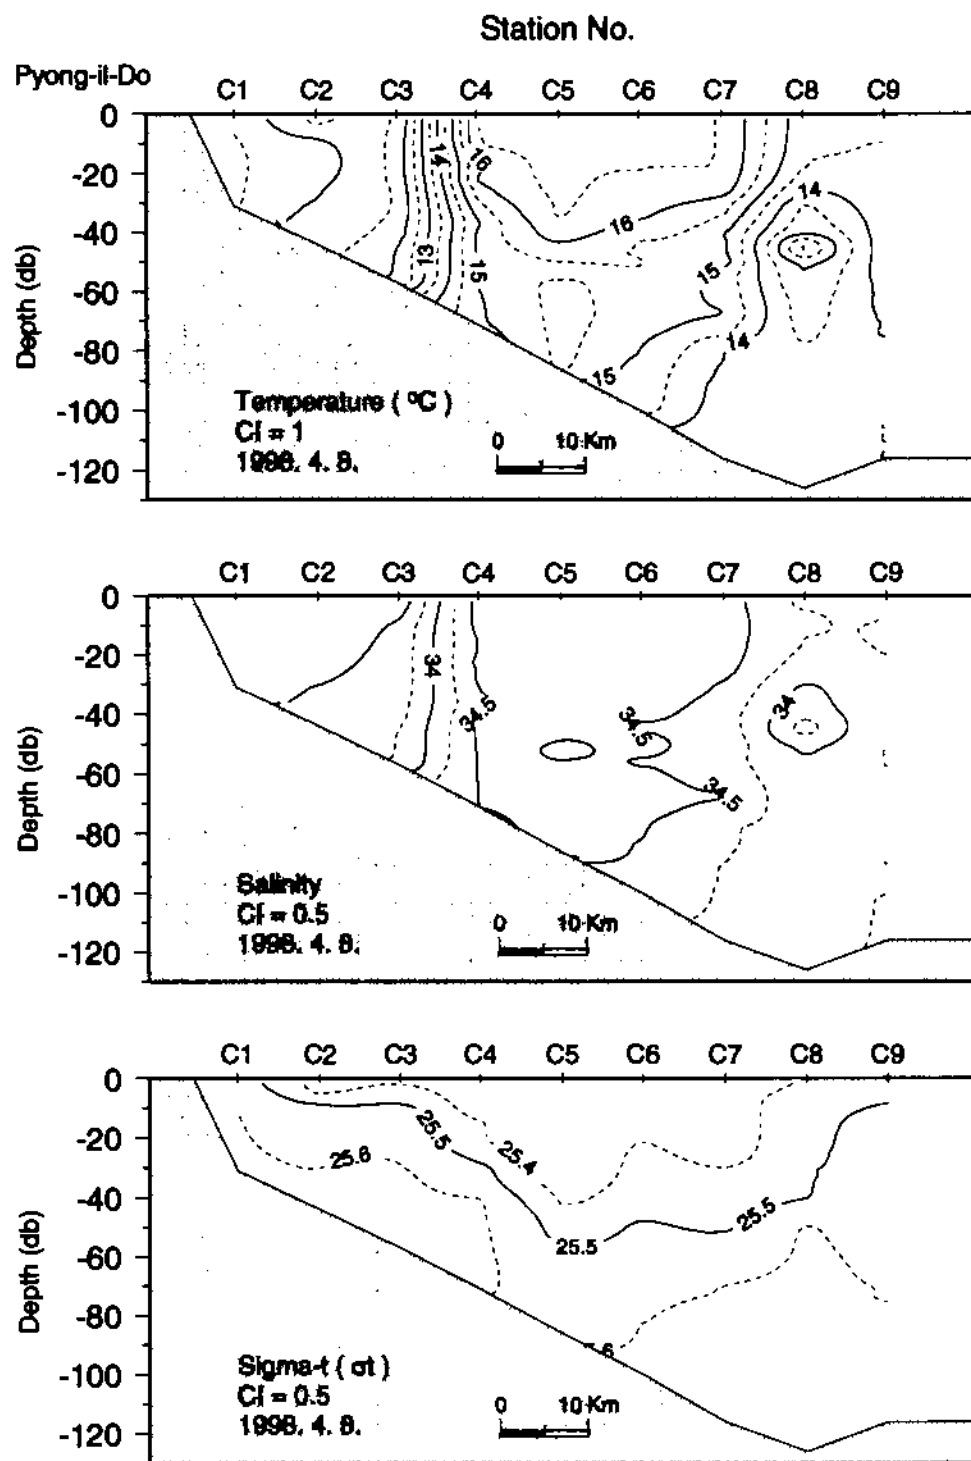 Station No.
Pyong-il-Do C1 C2 C3 C4 C5 C6 C7 C8 C9
0
-20
-40
-60
-80
-100
-120
Depth (db)
14
16
16
14
13
15
15
14
15
Temperature ( ºC )
CI = 1
1998. 4. 8.
0 10 Km
C1 C2 C3 C4 C5 C6 C7 C8 C9
0
-20
-40
-60
-80
-100
-120
Depth (db)
34
34.5
34.5
34
34.5
Salinity
CI = 0.5
1998. 4. 8.
0 10 Km
C1 C2 C3 C4 C5 C6 C7 C8 C9
0
-20
-40
-60
-80
-100
-120
Depth (db)
25.5
25.6
25.4
25.5
25.5
Sigma-t ( σt )
CI = 0.5
1998. 4. 8.
0 10 Km